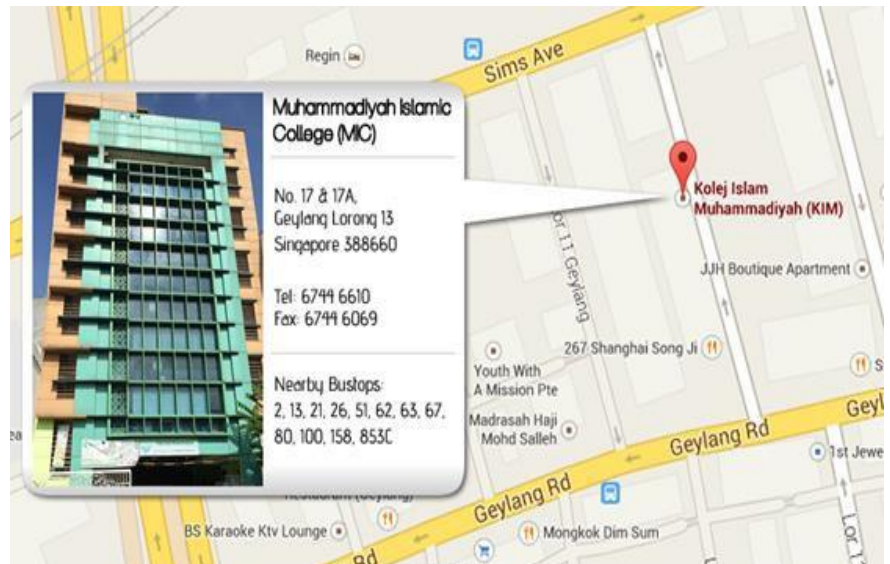 Regin
Sims Ave
Muhammadiyah Islamic
College (MIC)
No. 17 & 17A,
Geylang Lorong 13
Singapore 388660
Tel: 6744 6610
Fax: 6744 6069
Nearby Bustops:
2, 13, 21, 26, 51, 62, 63, 67,
80, 100, 158, 853C
Kolej Islam
Muhammadiyah (KIM)
Lor 11 Geylang
JJH Boutique Apartment
267 Shanghai Song Ji
Youth With
A Mission Pte
Madrasah Haji
Mohd Salleh
Geylang Rd
Geyl
1st Jewe
Geylang Rd
BS Karaoke Ktv Lounge
Mongkok Dim Sum
Rd
Lor